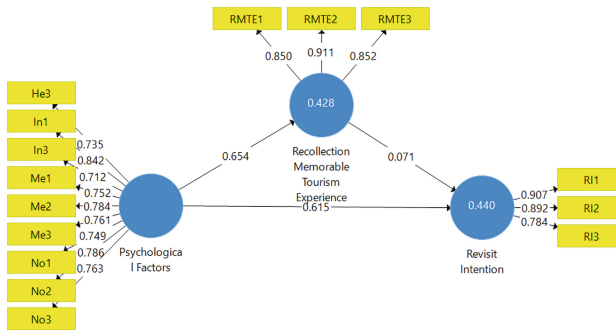 RMTE1 RMTE2 RMTE3
0.850 0.911 0.852
0.428
Recollection
Memorable
Tourism
Experience
He3
In1
In3
Me1
Me2
Me3
No1
No2
No3
0.735
0.842
0.712
0.752
0.784
0.761
0.749
0.786
0.763
Psychologica
l Factors
0.654
0.071
0.615
0.440
Revisit
Intention
0.907
0.892
0.784
RI1
RI2
RI3